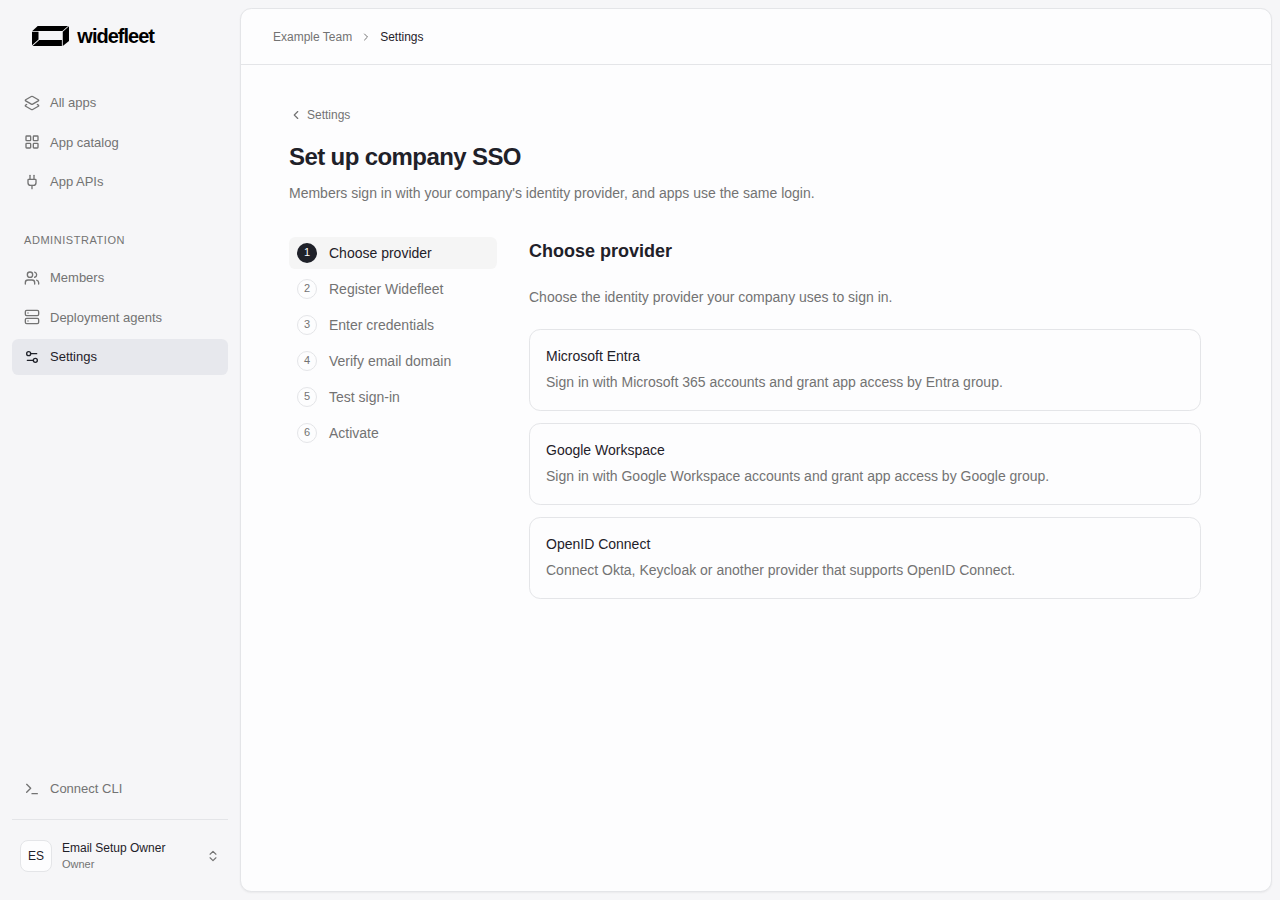 widefleet
All apps
App catalog
App APIs
ADMINISTRATION
Members
Deployment agents
Settings
Connect CLI
ES
Email Setup Owner
Owner
Example Team
Settings
Settings
Set up company SSO
Members sign in with your company's identity provider, and apps use the same login.
1 Choose provider
2 Register Widefleet
3 Enter credentials
4 Verify email domain
5 Test sign-in
6 Activate
Choose provider
Choose the identity provider your company uses to sign in.
Microsoft Entra
Sign in with Microsoft 365 accounts and grant app access by Entra group.
Google Workspace
Sign in with Google Workspace accounts and grant app access by Google group.
OpenID Connect
Connect Okta, Keycloak or another provider that supports OpenID Connect.